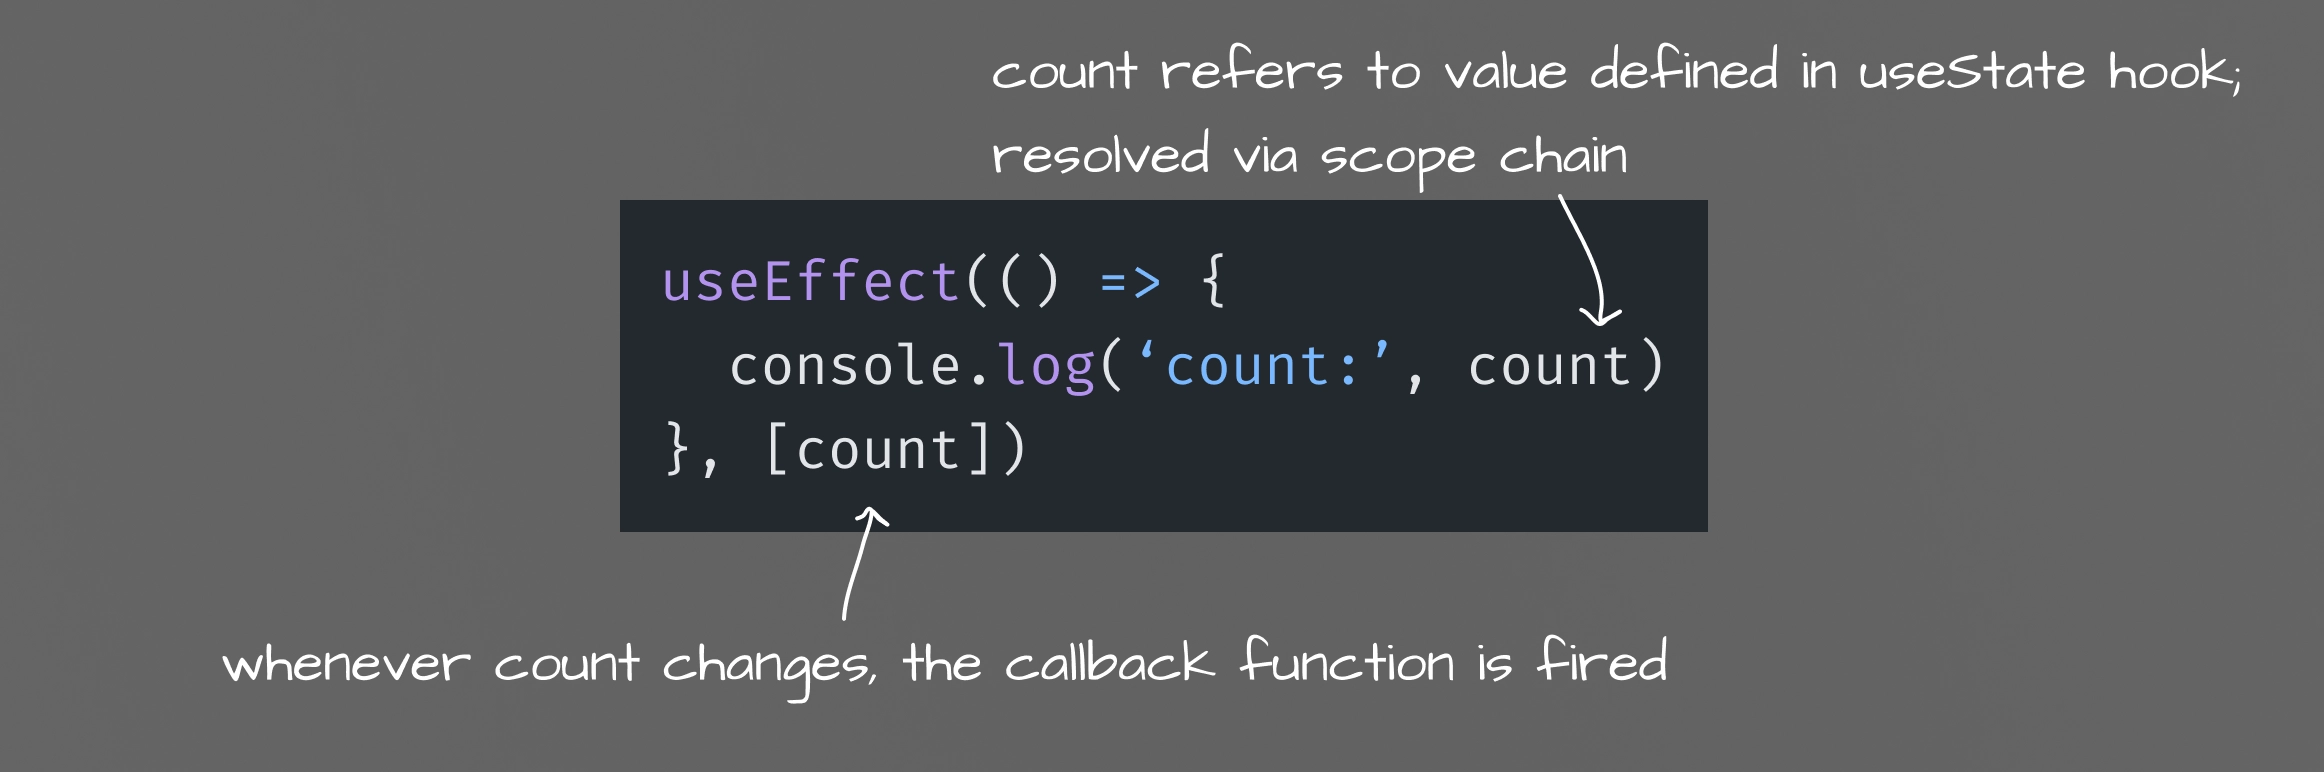 count refers to value defined in useState hook;
resolved via scope chain
useEffect(() => {
  console.log(‘count:’, count)
}, [count])
whenever count changes, the callback function is fired